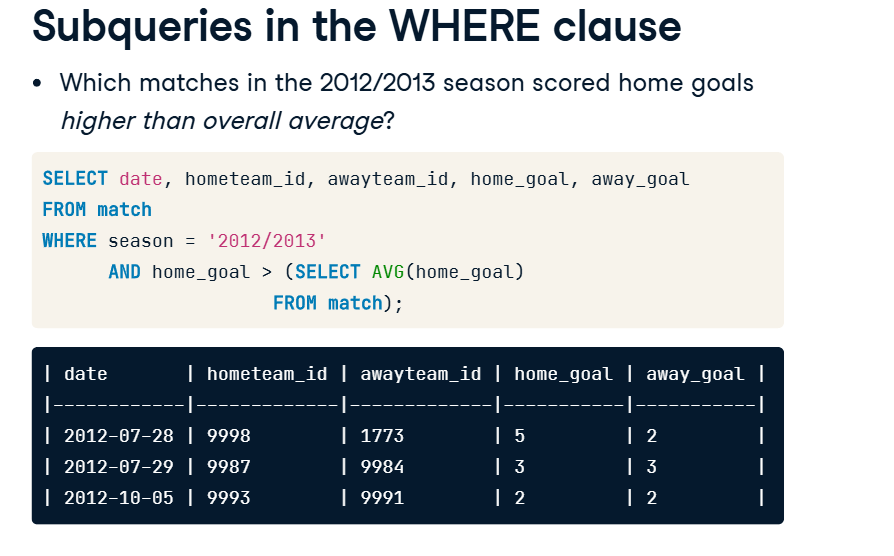 Subqueries in the WHERE clause
• Which matches in the 2012/2013 season scored home goals
higher than overall average?
SELECT date, hometeam_id, awayteam_id, home_goal, away_goal
FROM match
WHERE season = '2012/2013'
      AND home_goal > (SELECT AVG(home_goal)
                     FROM match);
| date       | hometeam_id | awayteam_id | home_goal | away_goal |
|------------|-------------|-------------|-----------|-----------|
| 2012-07-28 | 9998        | 1773        | 5         | 2         |
| 2012-07-29 | 9987        | 9984        | 3         | 3         |
| 2012-10-05 | 9993        | 9991        | 2         | 2         |